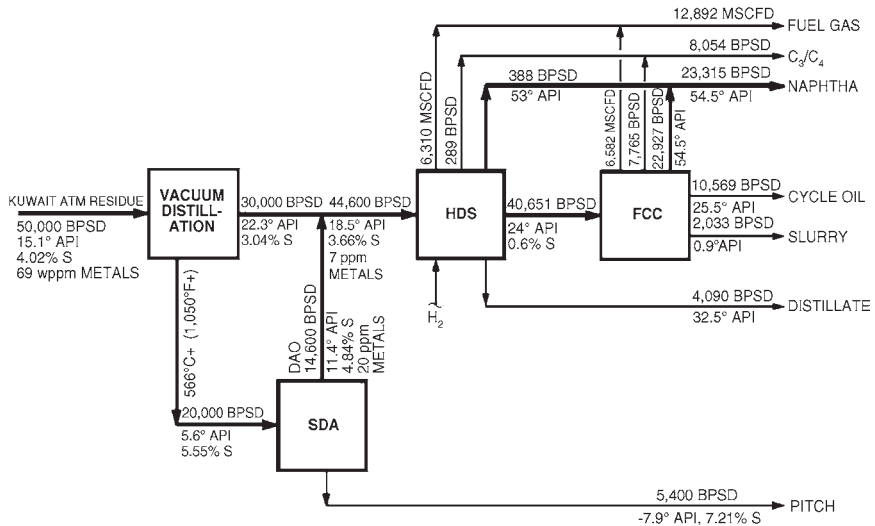 12,892 MSCFD
FUEL GAS
8,054 BPSD
C₃/C₄
388 BPSD
53° API
23,315 BPSD
54.5° API
NAPHTHA
6,310 MSCFD
289 BPSD
6,582 MSCFD
7,765 BPSD
22,927 BPSD
54.5° API
KUWAIT ATM RESIDUE
50,000 BPSD
15.1° API
4.02% S
69 wppm METALS
VACUUM
DISTILL-
ATION
30,000 BPSD
22.3° API
3.04% S
44,600 BPSD
18.5° API
3.66% S
7 ppm
METALS
HDS
40,651 BPSD
24° API
0.6% S
FCC
10,569 BPSD
25.5° API
CYCLE OIL
2,033 BPSD
0.9°API
SLURRY
H₂
4,090 BPSD
32.5° API
DISTILLATE
566°C+ (1,050°F+)
DAO
14,600 BPSD
11.4° API
4.84% S
20 ppm
METALS
20,000 BPSD
5.6° API
5.55% S
SDA
5,400 BPSD
-7.9° API, 7.21% S
PITCH